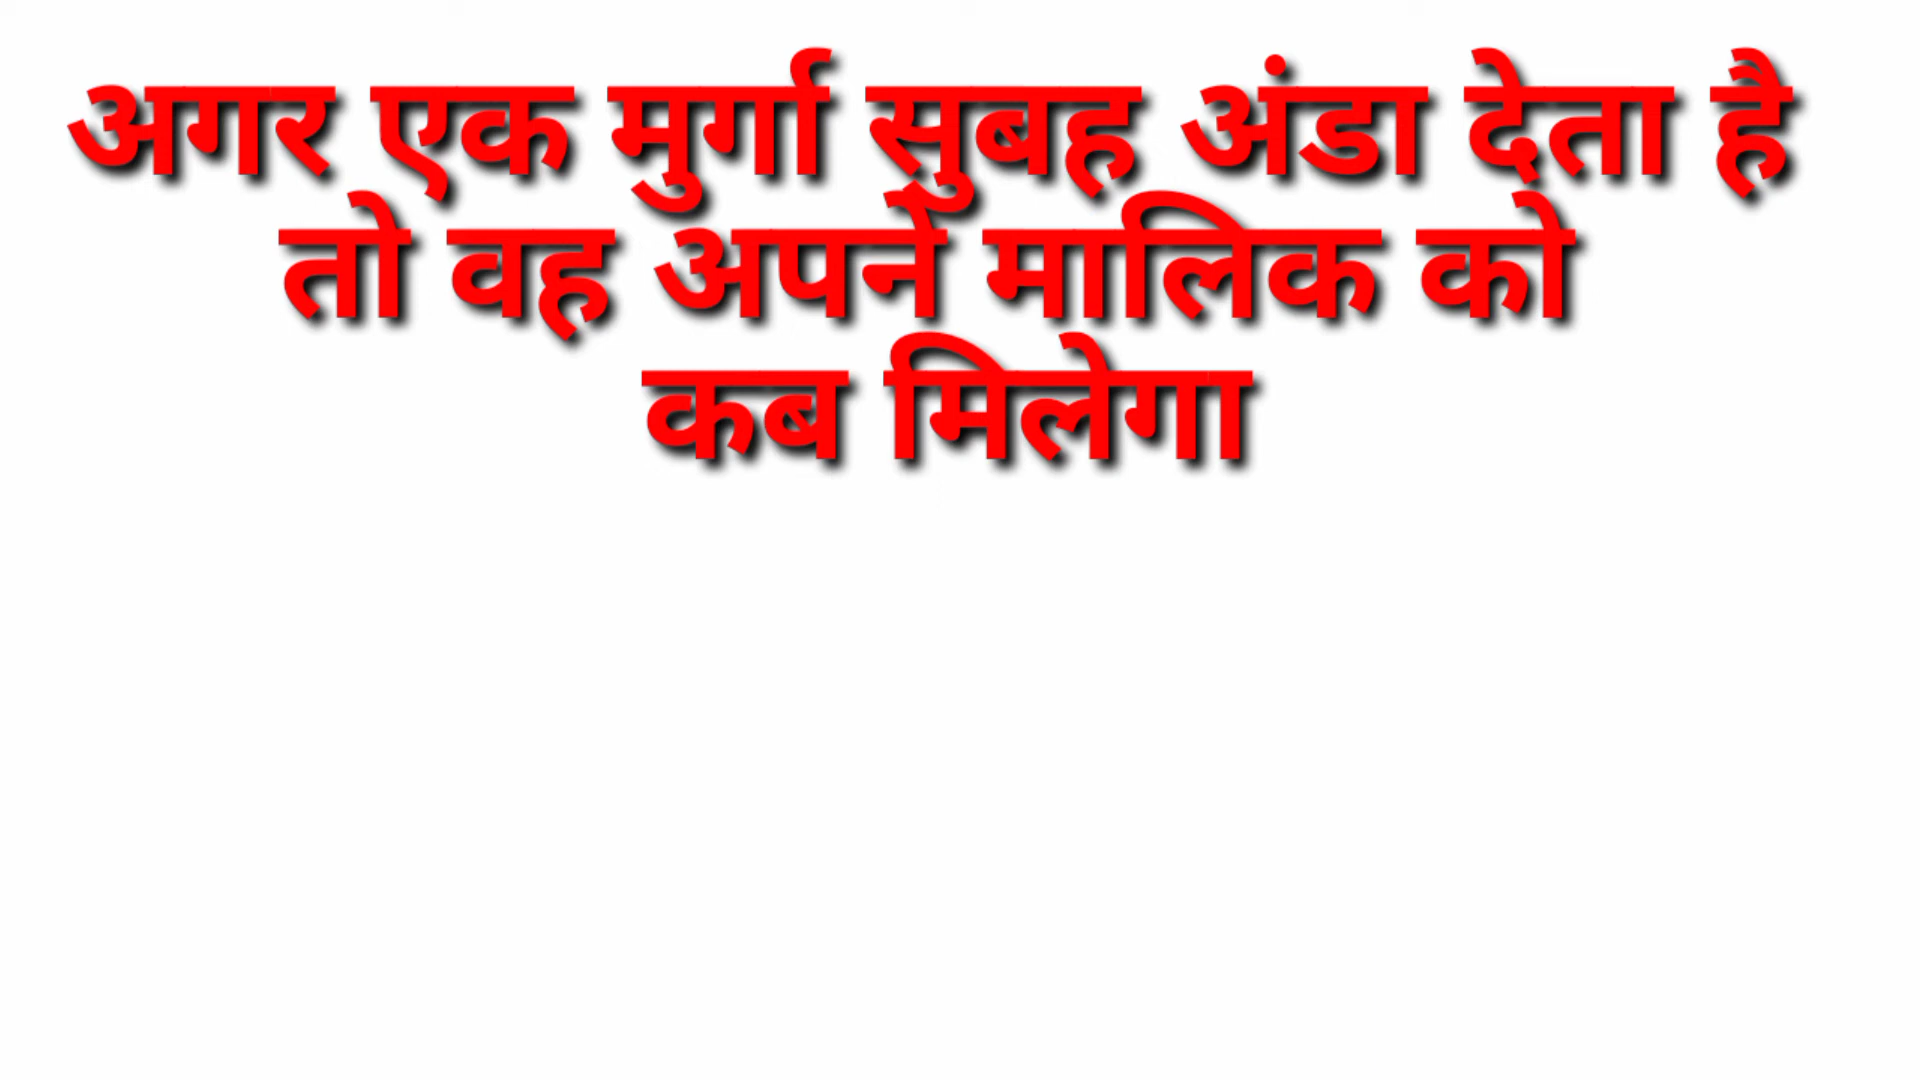 अगर एक मुर्गा सुबह अंडा देता है
तो वह अपने मालिक को
कब मिलेगा